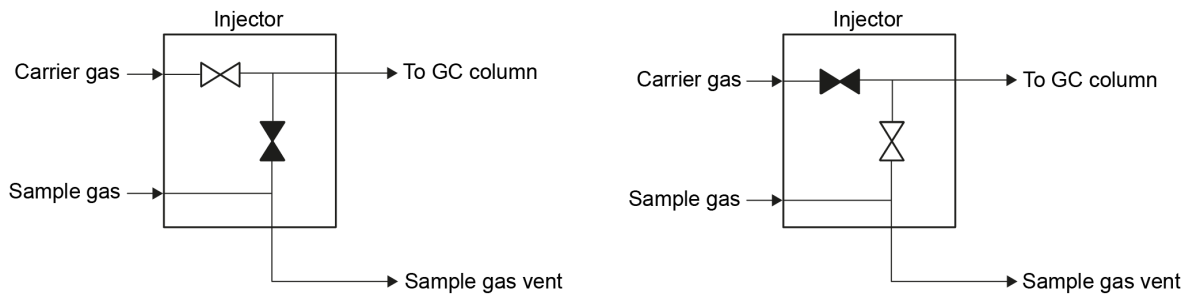 Injector
Carrier gas
To GC column
Sample gas
Sample gas vent
Injector
Carrier gas
To GC column
Sample gas
Sample gas vent